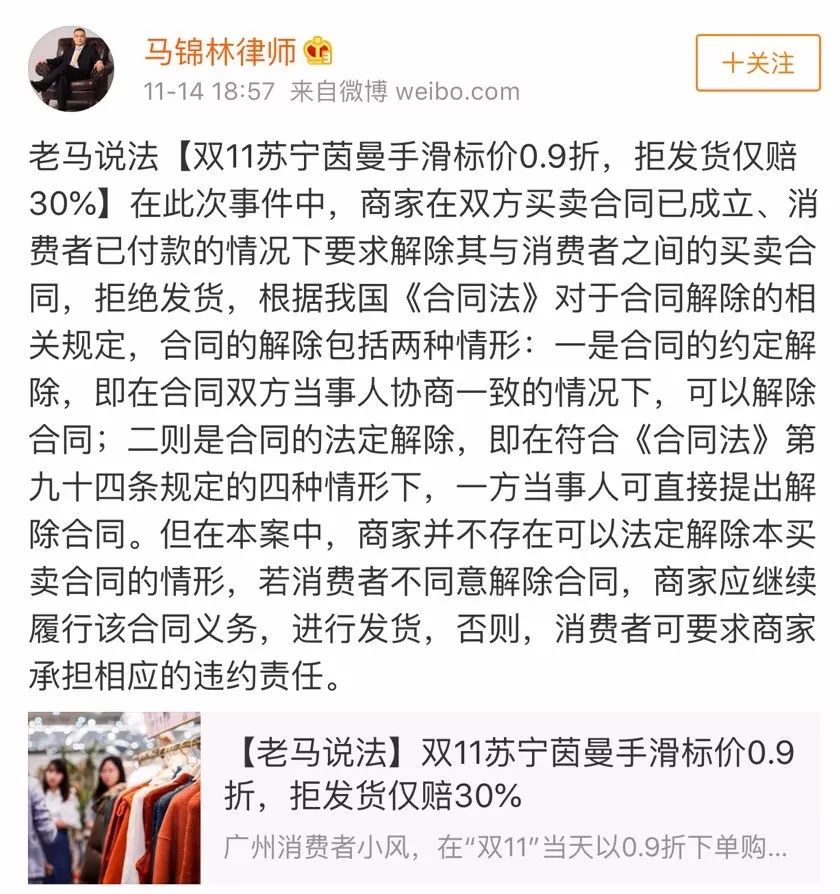 马锦林律师
十关注
11-14 18:57 来自微博 weibo.com
老马说法【双11苏宁茵曼手滑标价0.9折，拒发货仅赔
30%】在此次事件中，商家在双方买卖合同已成立、消
费者已付款的情况下要求解除其与消费者之间的买卖合
同，拒绝发货，根据我国《合同法》对于合同解除的相
关规定，合同的解除包括两种情形：一是合同的约定解
除，即在合同双方当事人协商一致的情况下，可以解除
合同；二则是合同的法定解除，即在符合《合同法》第
九十四条规定的四种情形下，一方当事人可直接提出解
除合同。但在本案中，商家并不存在可以法定解除本买
卖合同的情形，若消费者不同意解除合同，商家应继续
履行该合同义务，进行发货，否则，消费者可要求商家
承担相应的违约责任。
【老马说法】双11苏宁茵曼手滑标价0.9
折，拒发货仅赔30%
广州消费者小风，在“双11”当天以0.9折下单购...